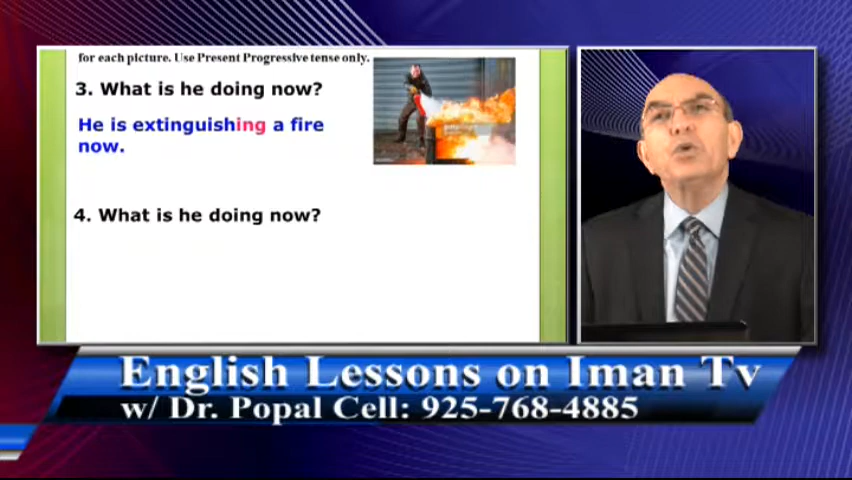 for each picture. Use Present Progressive tense only.
3. What is he doing now?
He is extinguishing a fire
now.
4. What is he doing now?
English Lessons on Iman Tv
w/ Dr. Popal Cell: 925-768-4885